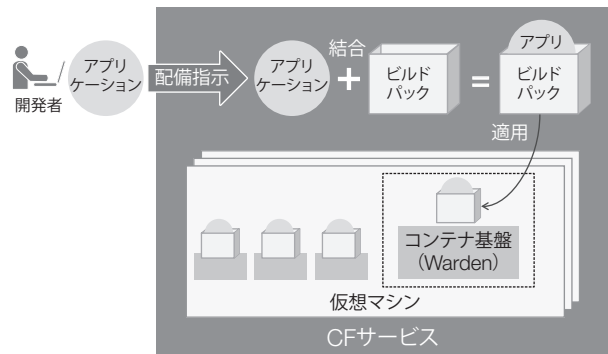 開発者
アプリ
ケーション
配備指示
アプリ
ケーション
結合
+
ビルド
パック
=
アプリ
ビルド
パック
適用
コンテナ基盤
（Warden）
仮想マシン
CFサービス